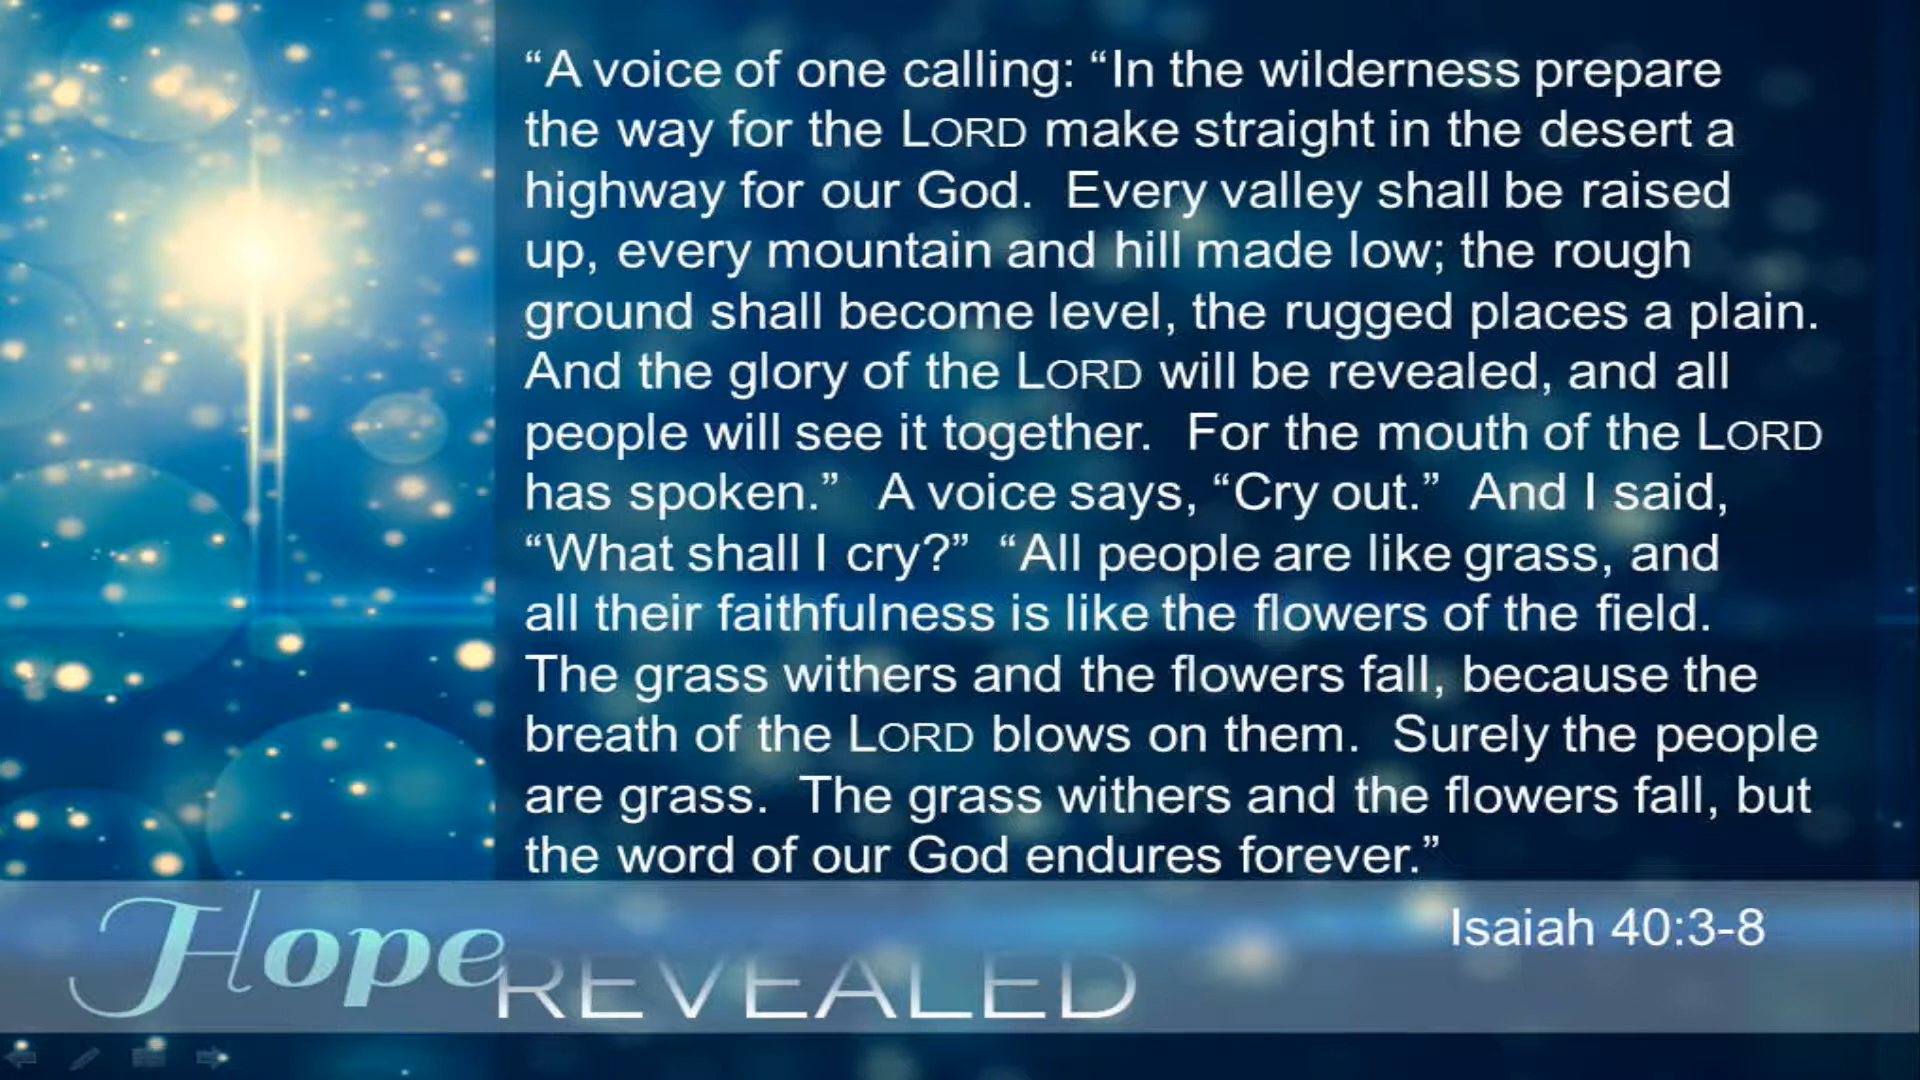 “A voice of one calling: “In the wilderness prepare
the way for the LORD make straight in the desert a
highway for our God.  Every valley shall be raised
up, every mountain and hill made low; the rough
ground shall become level, the rugged places a plain.
And the glory of the LORD will be revealed, and all
people will see it together.  For the mouth of the LORD
has spoken.”   A voice says, “Cry out.”  And I said,
“What shall I cry?”  “All people are like grass, and
all their faithfulness is like the flowers of the field.
The grass withers and the flowers fall, because the
breath of the LORD blows on them.  Surely the people
are grass.  The grass withers and the flowers fall, but
the word of our God endures forever.”
Isaiah 40:3-8
Hope
REVEALED